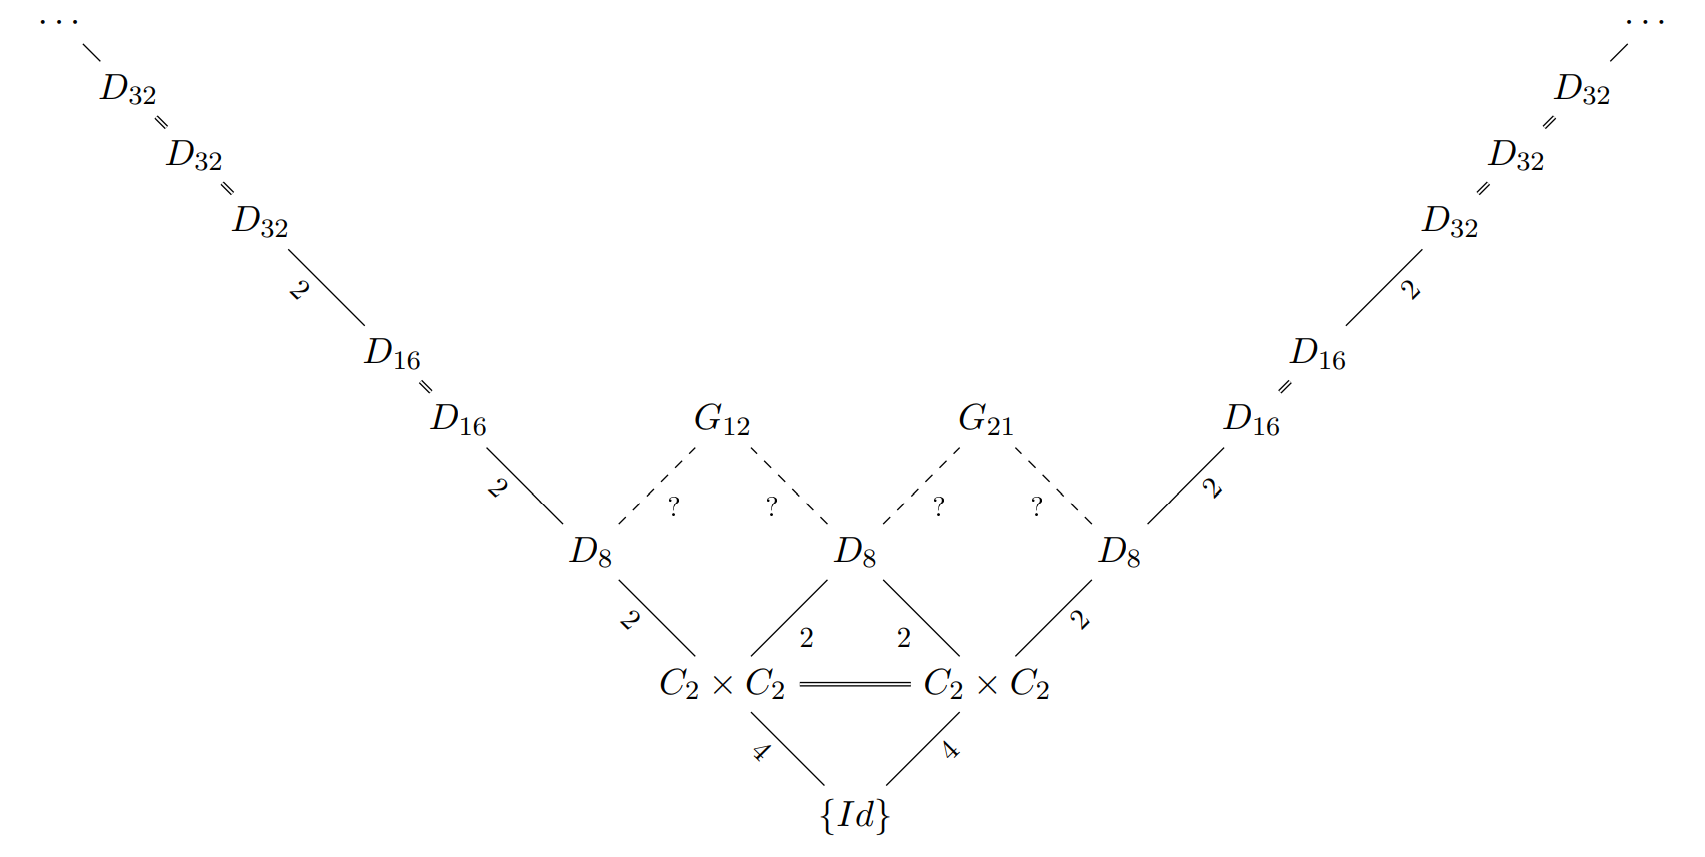 ··· ···
D₃₂ D₃₂
D₃₂ D₃₂
D₃₂ D₃₂
2 2
D₁₆ D₁₆
D₁₆ G₁₂ G₂₁ D₁₆
2 ? ? ? ? 2
D₈ D₈ D₈
2 2 2 2
C₂ × C₂ C₂ × C₂
4 4
{Id}